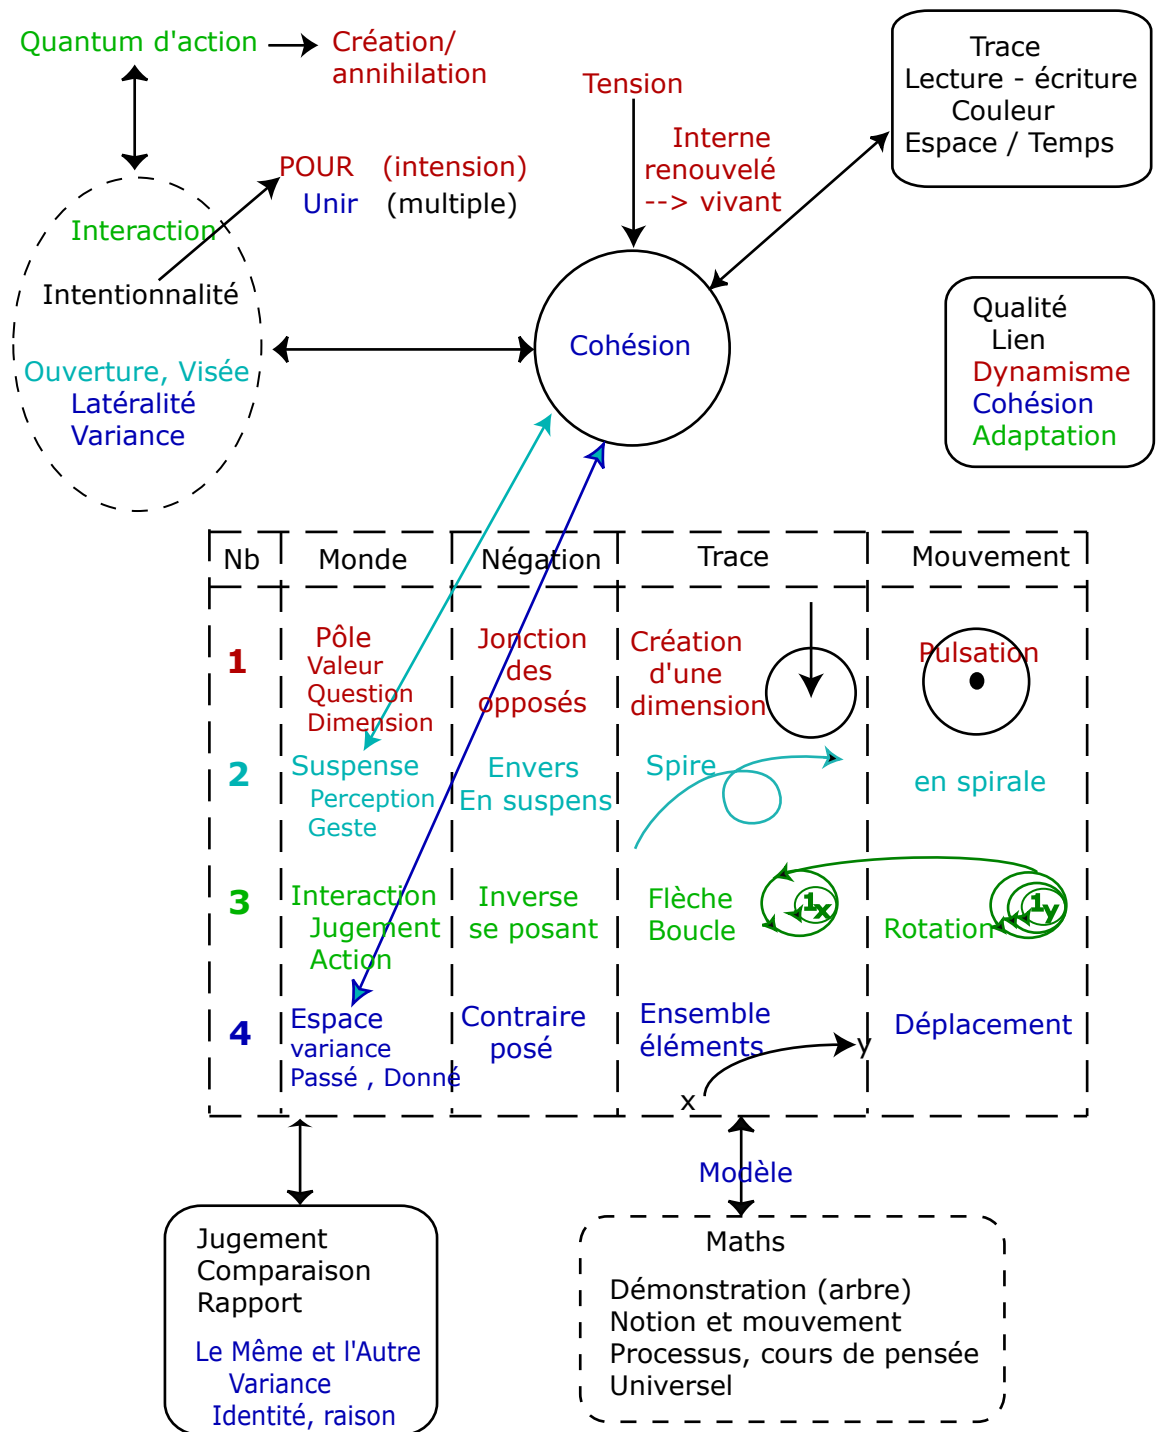 Quantum d'action
Création/
annihilation
Tension
Interne
renouvelé
--> vivant
Trace
Lecture - écriture
Couleur
Espace / Temps
POUR (intension)
Unir (multiple)
Interaction
Intentionnalité
Ouverture, Visée
Latéralité
Variance
Cohésion
Qualité
Lien
Dynamisme
Cohésion
Adaptation
Nb Monde Négation Trace Mouvement
1
Pôle
Valeur
Question
Dimension
Jonction
des
opposés
Création
d'une
dimension
Pulsation
2
Suspense
Perception
Geste
Envers
En suspens
Spire
en spirale
3
Interaction
Jugement
Action
Inverse
se posant
Flèche
Boucle
1x
Rotation
1y
4
Espace
variance
Passé , Donné
Contraire
posé
Ensemble
éléments
x
y
Déplacement
Modèle
Jugement
Comparaison
Rapport
Le Même et l'Autre
Variance
Identité, raison
Maths
Démonstration (arbre)
Notion et mouvement
Processus, cours de pensée
Universel